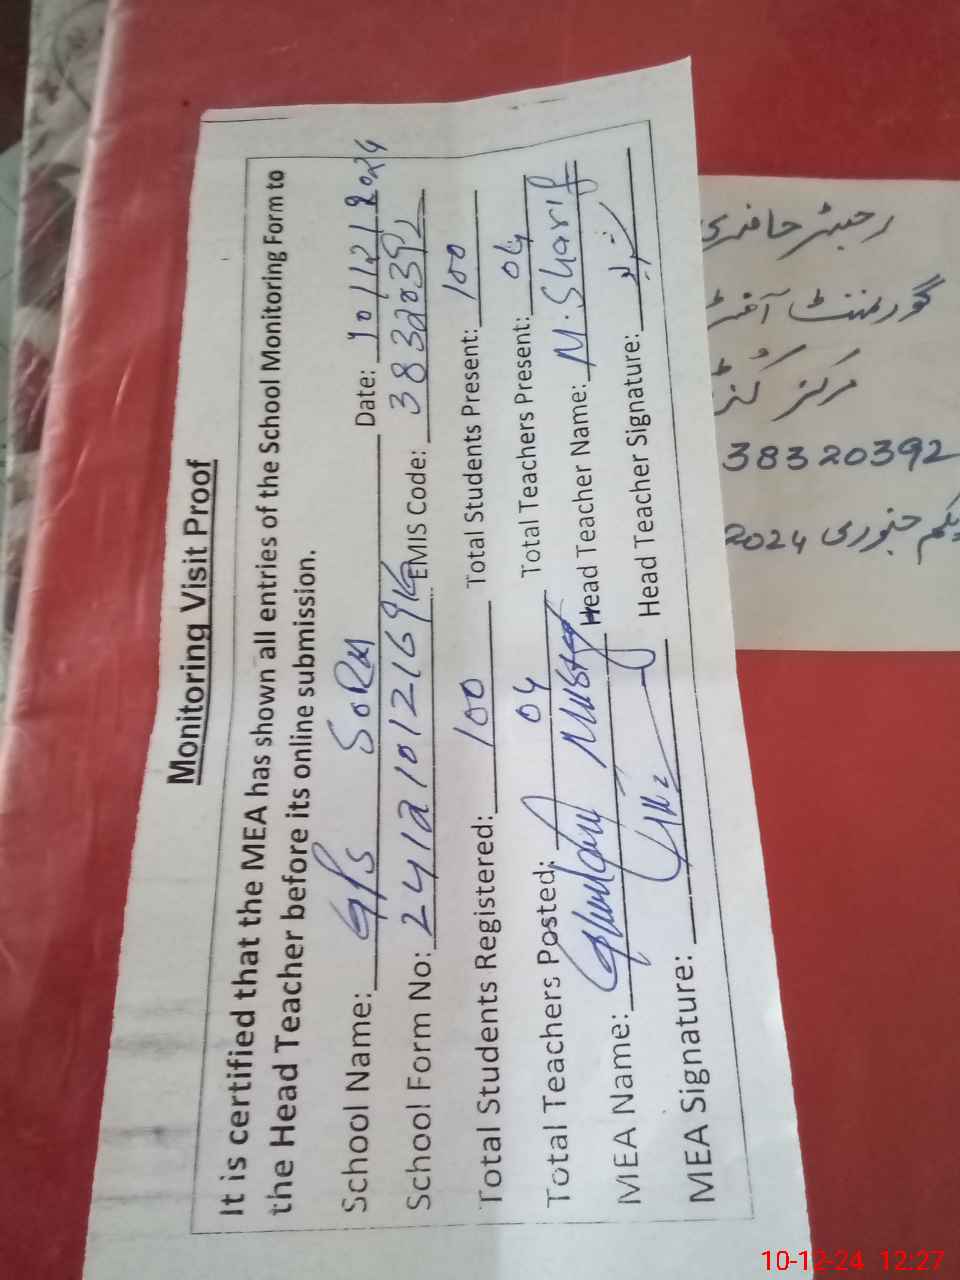 Monitoring Visit Proof
It is certified that the MEA has shown all entries of the School Monitoring Form to
the Head Teacher before its online submission.
School Name: GPS SORA Date: 10/12/2024
School Form No: EMIS Code: 38320392
Total Students Registered: 100 Total Students Present: 100
Total Teachers Posted: 04 Total Teachers Present: 04
MEA Name: Head Teacher Name: M. Sharif
MEA Signature: Head Teacher Signature:
رجسٹر حاضری
گورنمنٹ آف
مرکز
38320392
یکم جنوری 2024
10-12-24 12:27